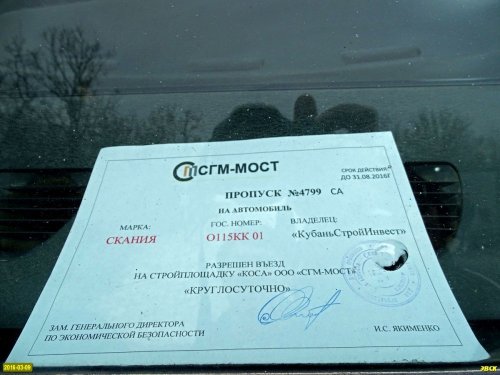 СГМ-МОСТ
СРОК ДЕЙСТВИЯ
ДО 31.08.2016Г
ПРОПУСК №4799 СА
НА АВТОМОБИЛЬ
МАРКА: ГОС. НОМЕР: ВЛАДЕЛЕЦ:
СКАНИЯ О115КК 01 «КубаньСтройИнвест»
РАЗРЕШЕН ВЪЕЗД
НА СТРОЙПЛОЩАДКУ «КОСА» ООО «СГМ-МОСТ»
«КРУГЛОСУТОЧНО»
ЗАМ. ГЕНЕРАЛЬНОГО ДИРЕКТОРА
ПО ЭКОНОМИЧЕСКОЙ БЕЗОПАСНОСТИ
И.С. ЯКИМЕНКО
2016-03-09
ЭВСК